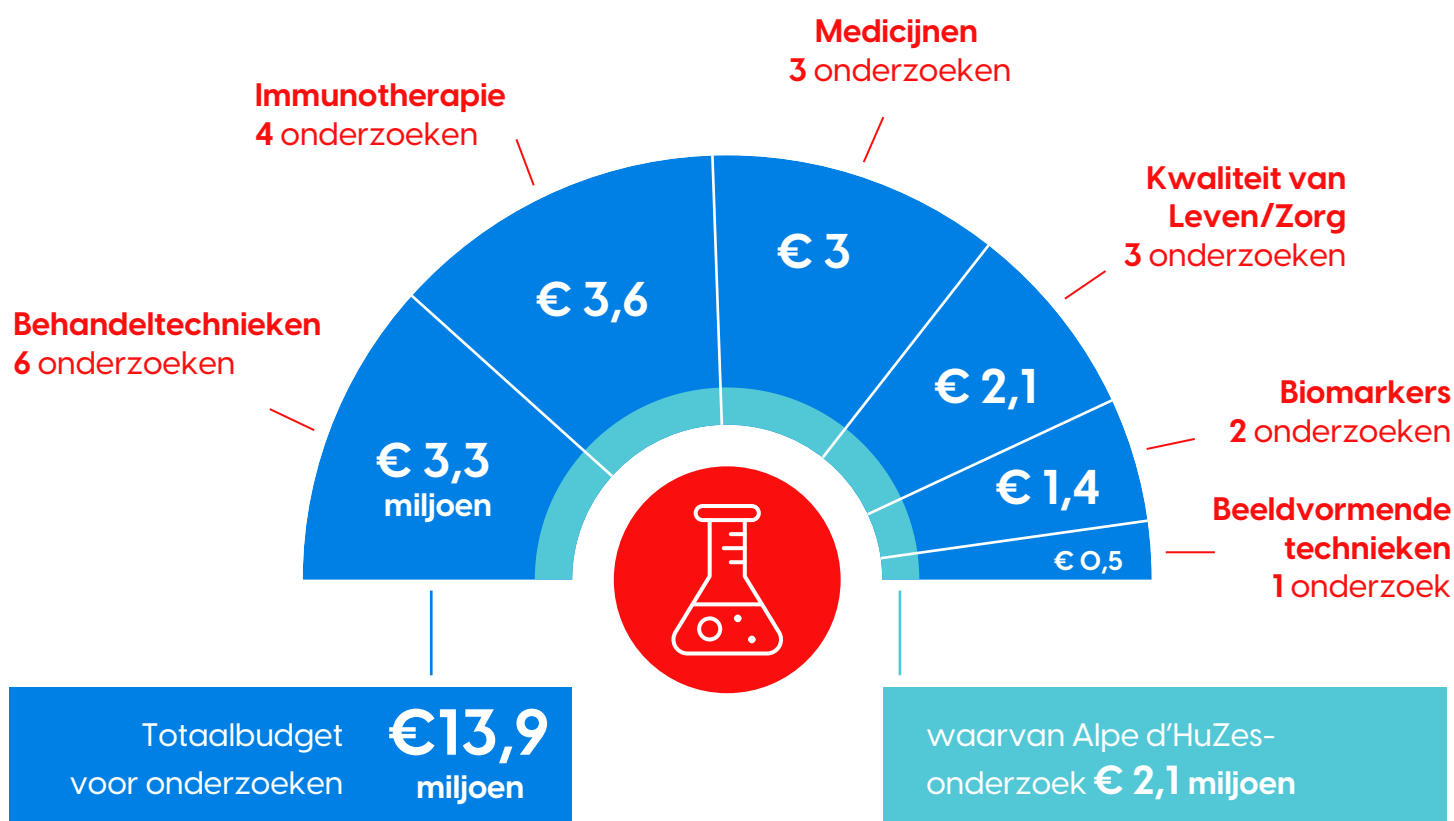 Medicijnen
3 onderzoeken
Immunotherapie
4 onderzoeken
Kwaliteit van
Leven/Zorg
3 onderzoeken
Behandeltechnieken
6 onderzoeken
Biomarkers
2 onderzoeken
Beeldvormende
technieken
1 onderzoek
€ 3,3
miljoen
€ 3,6
€ 3
€ 2,1
€ 1,4
€ 0,5
Totaalbudget
voor onderzoeken
€13,9
miljoen
waarvan Alpe d'HuZes-
onderzoek € 2,1 miljoen